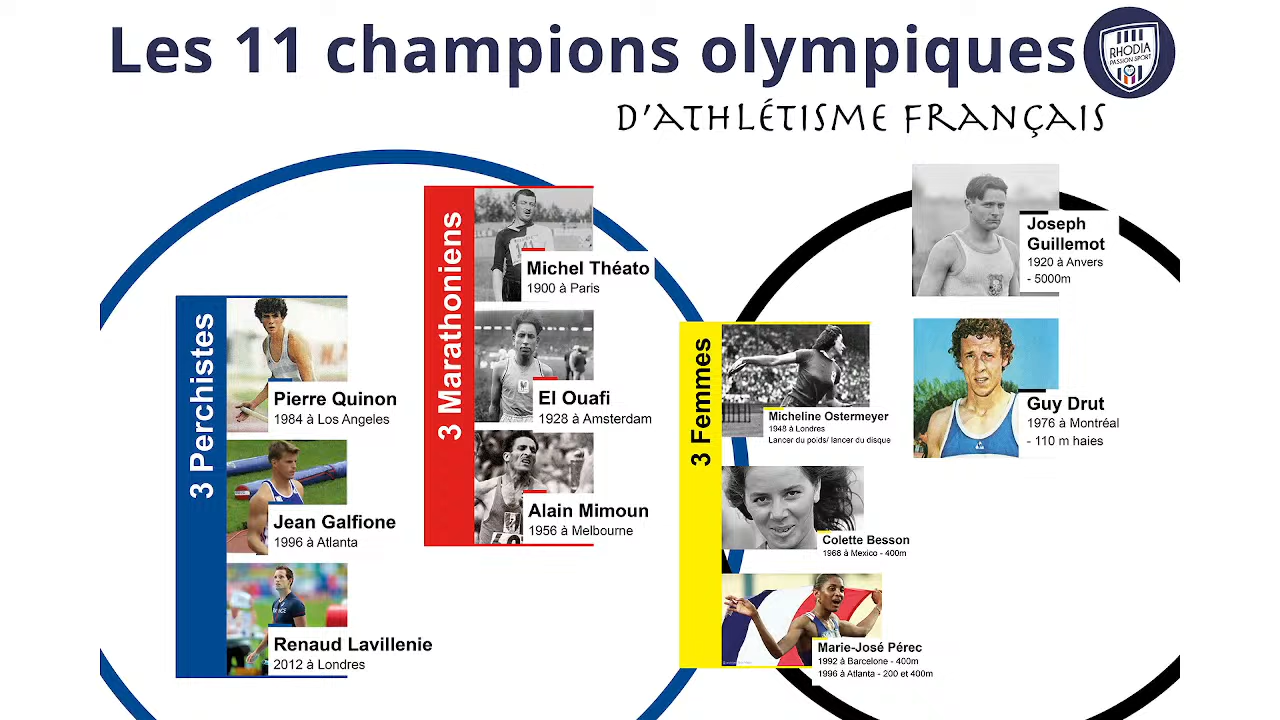 Les 11 champions olympiques
RHODIA
PASSION SPORT
D'ATHLÉTISME FRANÇAIS
3 Perchistes
Pierre Quinon
1984 à Los Angeles
Jean Galfione
1996 à Atlanta
Renaud Lavillenie
2012 à Londres
3 Marathoniens
Michel Théato
1900 à Paris
El Ouafi
1928 à Amsterdam
Alain Mimoun
1956 à Melbourne
3 Femmes
Micheline Ostermeyer
1948 à Londres
Lancer du poids/ lancer du disque
Colette Besson
1968 à Mexico - 400m
Marie-José Pérec
1992 à Barcelone - 400m
1996 à Atlanta - 200 et 400m
Joseph
Guillemot
1920 à Anvers
- 5000m
Guy Drut
1976 à Montréal
- 110 m haies